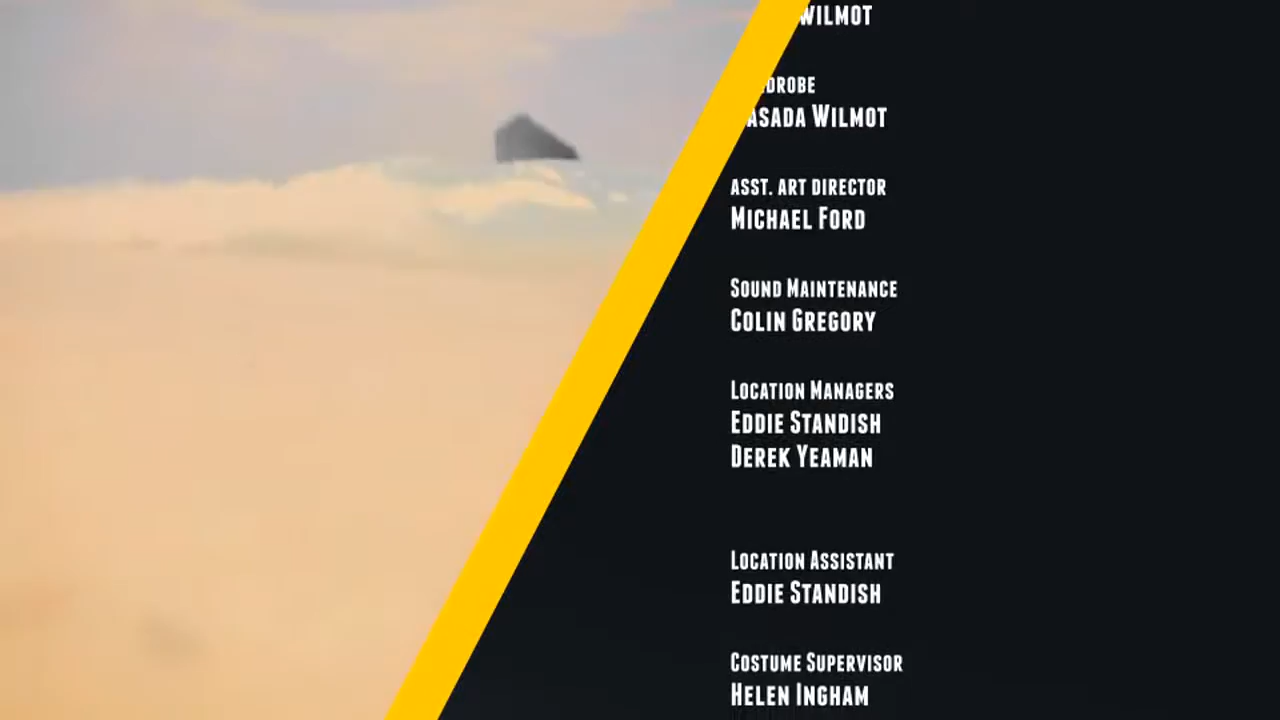 WILMOT
ASADA WILMOT
ASST. ART DIRECTOR
MICHAEL FORD
SOUND MAINTENANCE
COLIN GREGORY
LOCATION MANAGERS
EDDIE STANDISH
DEREK YEAMAN
LOCATION ASSISTANT
EDDIE STANDISH
COSTUME SUPERVISOR
HELEN INGHAM